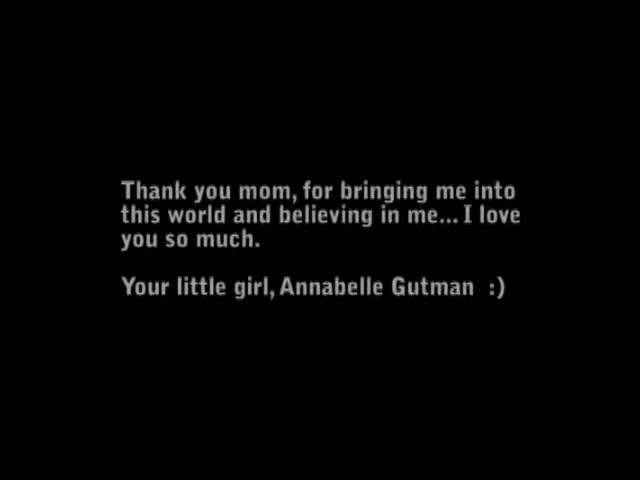 Thank you mom, for bringing me into
this world and believing in me... I love
you so much.
Your little girl, Annabelle Gutman :)